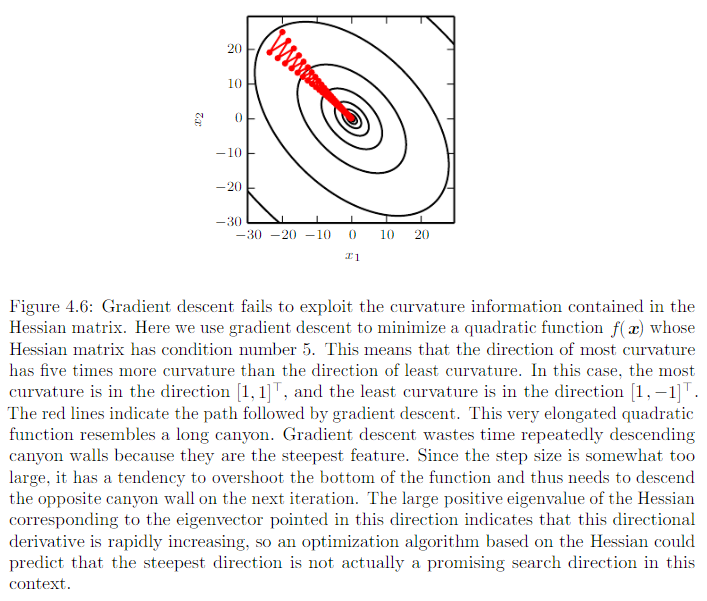 20
10
0
−10
−20
−30
x2
−30 −20 −10 0 10 20
x1
Figure 4.6: Gradient descent fails to exploit the curvature information contained in the
Hessian matrix. Here we use gradient descent to minimize a quadratic function f(x) whose
Hessian matrix has condition number 5. This means that the direction of most curvature
has five times more curvature than the direction of least curvature. In this case, the most
curvature is in the direction [1, 1]⊤, and the least curvature is in the direction [1, −1]⊤.
The red lines indicate the path followed by gradient descent. This very elongated quadratic
function resembles a long canyon. Gradient descent wastes time repeatedly descending
canyon walls because they are the steepest feature. Since the step size is somewhat too
large, it has a tendency to overshoot the bottom of the function and thus needs to descend
the opposite canyon wall on the next iteration. The large positive eigenvalue of the Hessian
corresponding to the eigenvector pointed in this direction indicates that this directional
derivative is rapidly increasing, so an optimization algorithm based on the Hessian could
predict that the steepest direction is not actually a promising search direction in this
context.